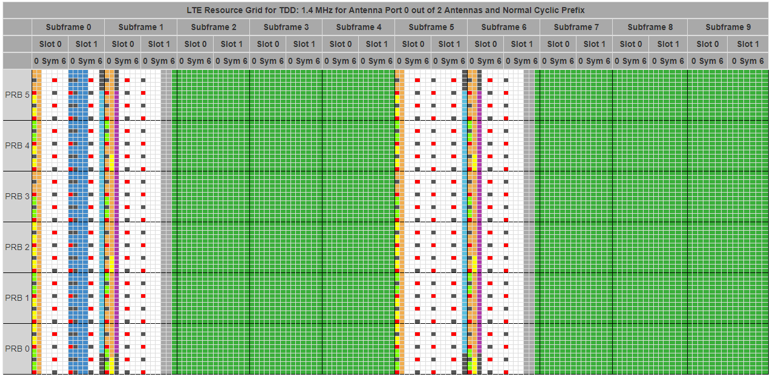 LTE Resource Grid for TDD: 1.4 MHz for Antenna Port 0 out of 2 Antennas and Normal Cyclic Prefix
Subframe 0 Subframe 1 Subframe 2 Subframe 3 Subframe 4 Subframe 5 Subframe 6 Subframe 7 Subframe 8 Subframe 9
Slot 0 Slot 1 Slot 0 Slot 1 Slot 0 Slot 1 Slot 0 Slot 1 Slot 0 Slot 1 Slot 0 Slot 1 Slot 0 Slot 1 Slot 0 Slot 1 Slot 0 Slot 1 Slot 0 Slot 1
0 Sym 6 0 Sym 6 0 Sym 6 0 Sym 6 0 Sym 6 0 Sym 6 0 Sym 6 0 Sym 6 0 Sym 6 0 Sym 6 0 Sym 6 0 Sym 6 0 Sym 6 0 Sym 6 0 Sym 6 0 Sym 6 0 Sym 6 0 Sym 6 0 Sym 6 0 Sym 6
PRB 5
PRB 4
PRB 3
PRB 2
PRB 1
PRB 0